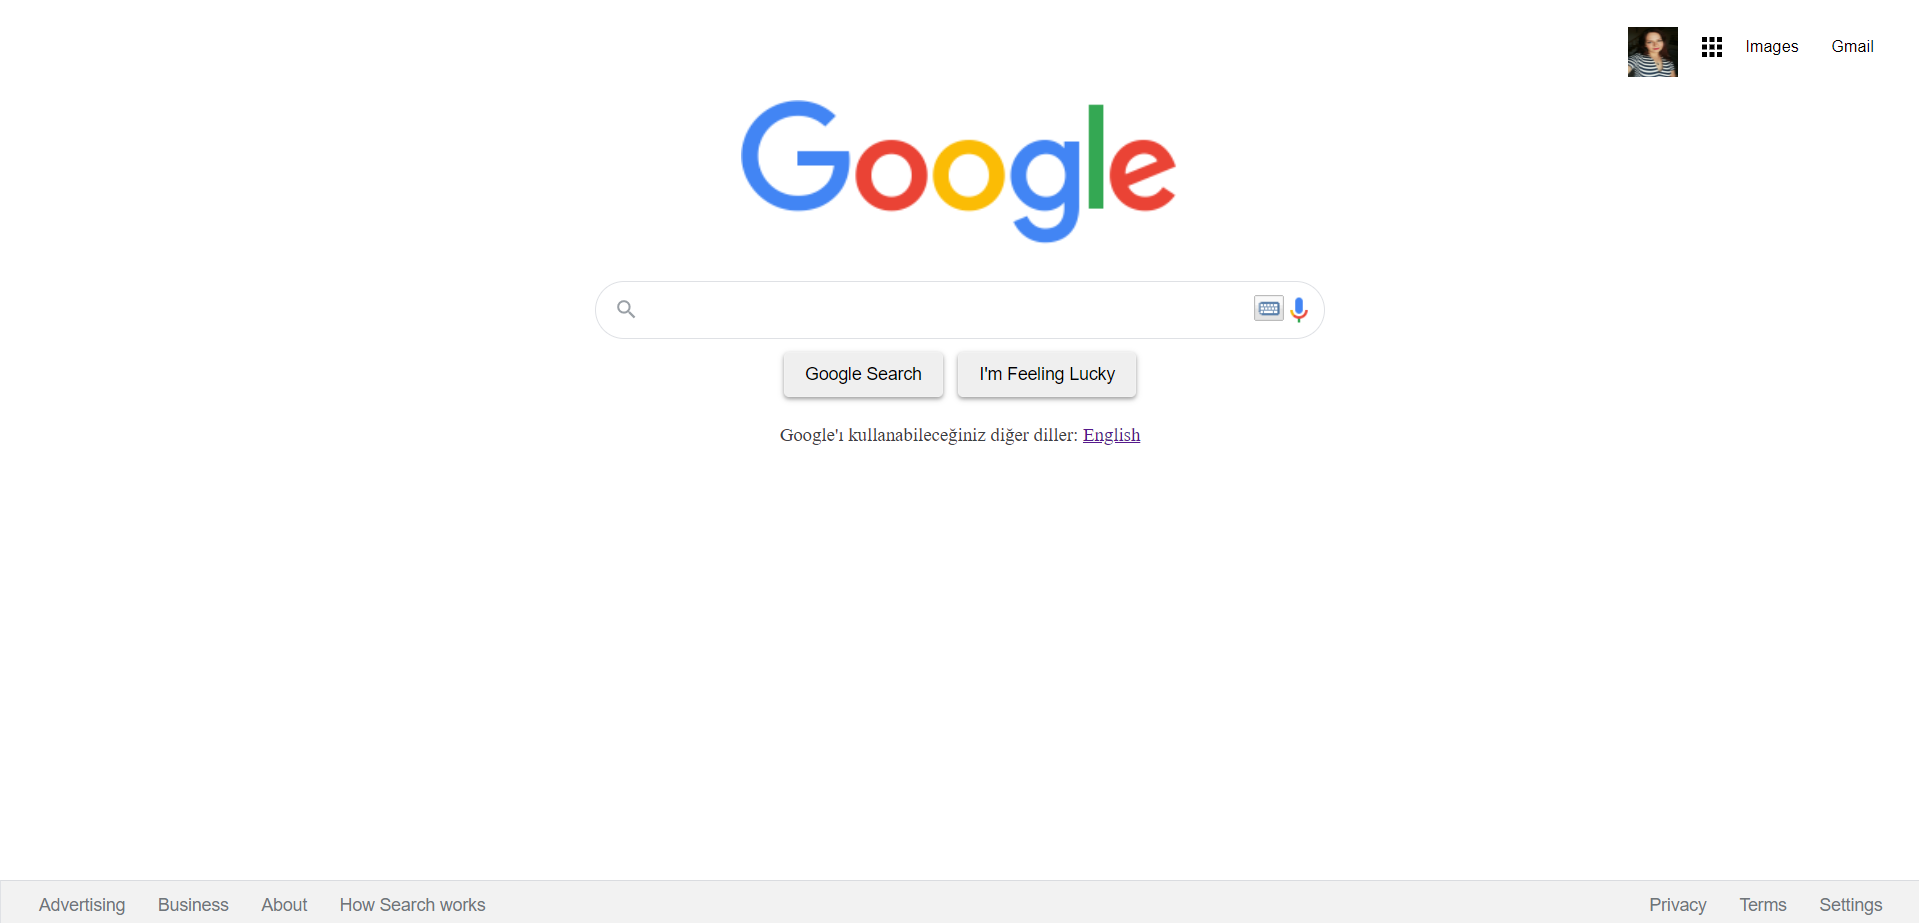 Images Gmail
Google
Google Search I'm Feeling Lucky
Google'ı kullanabileceğiniz diğer diller: English
Advertising Business About How Search works Privacy Terms Settings